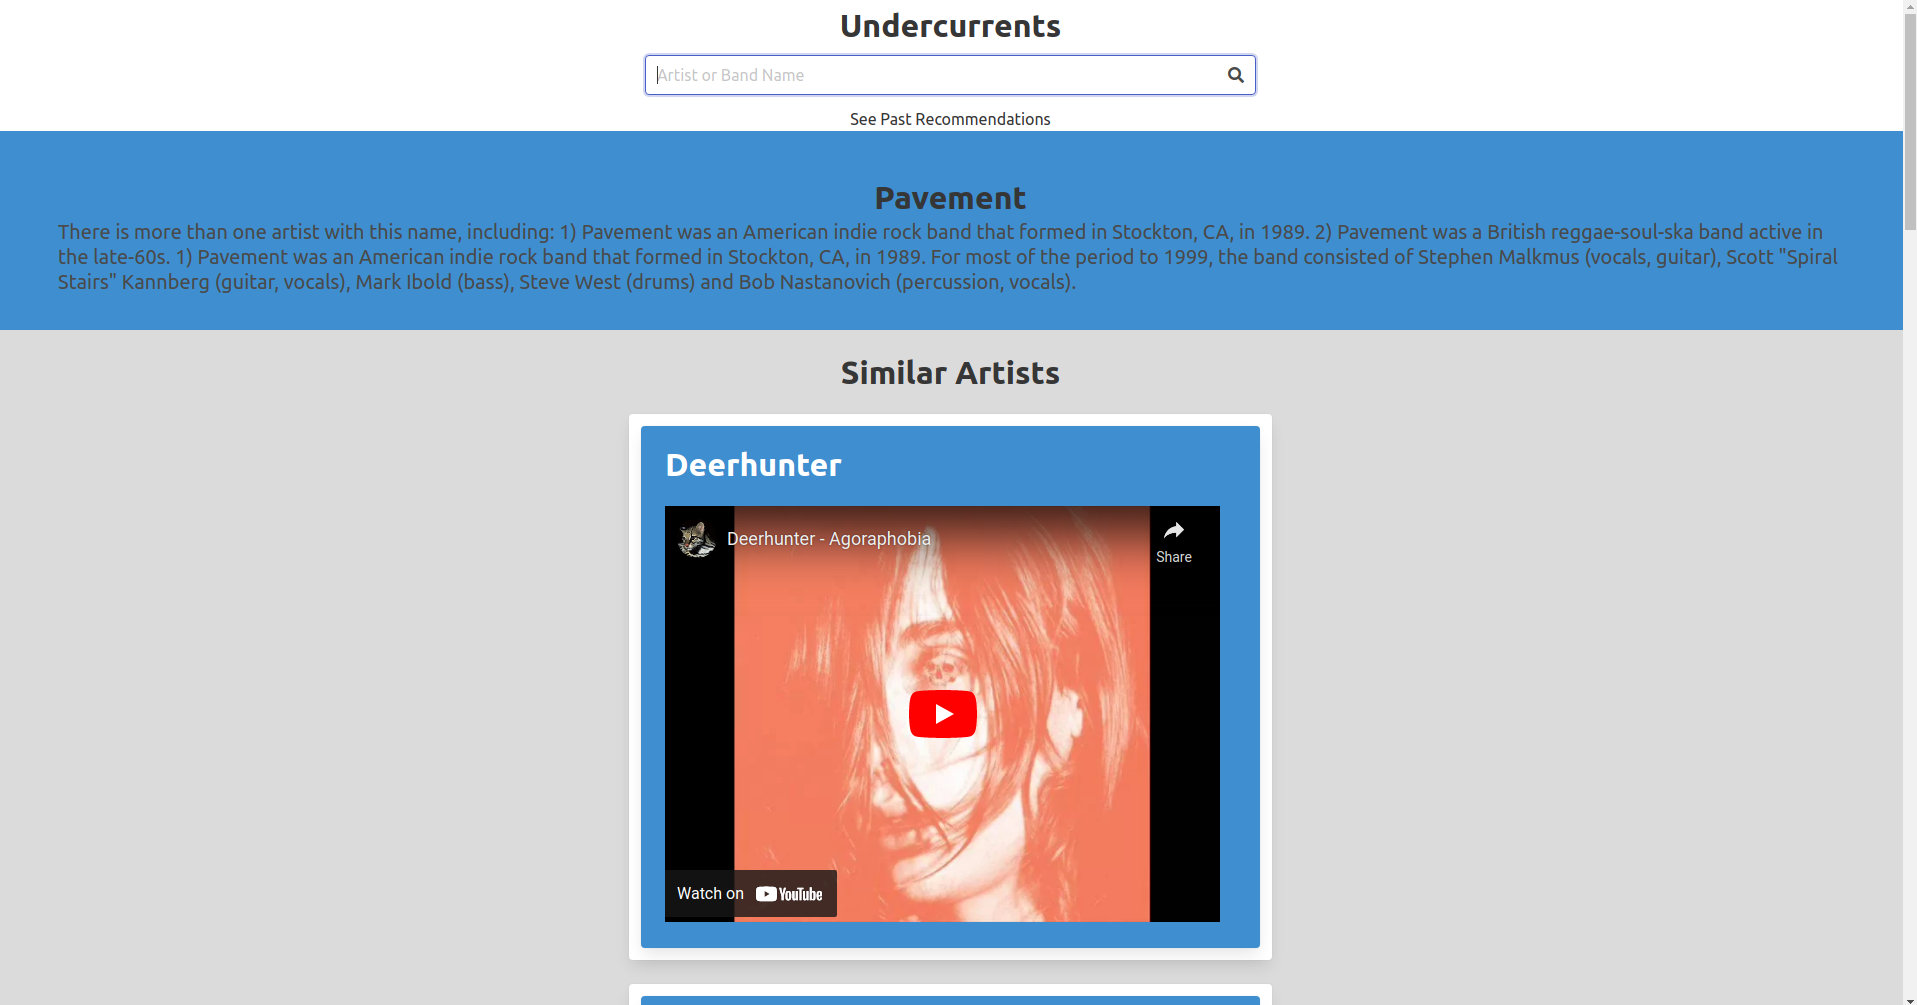 Undercurrents
Artist or Band Name
See Past Recommendations
Pavement
There is more than one artist with this name, including: 1) Pavement was an American indie rock band that formed in Stockton, CA, in 1989. 2) Pavement was a British reggae-soul-ska band active in
the late-60s. 1) Pavement was an American indie rock band that formed in Stockton, CA, in 1989. For most of the period to 1999, the band consisted of Stephen Malkmus (vocals, guitar), Scott "Spiral
Stairs" Kannberg (guitar, vocals), Mark Ibold (bass), Steve West (drums) and Bob Nastanovich (percussion, vocals).
Similar Artists
Deerhunter
Deerhunter - Agoraphobia
Share
Watch on YouTube